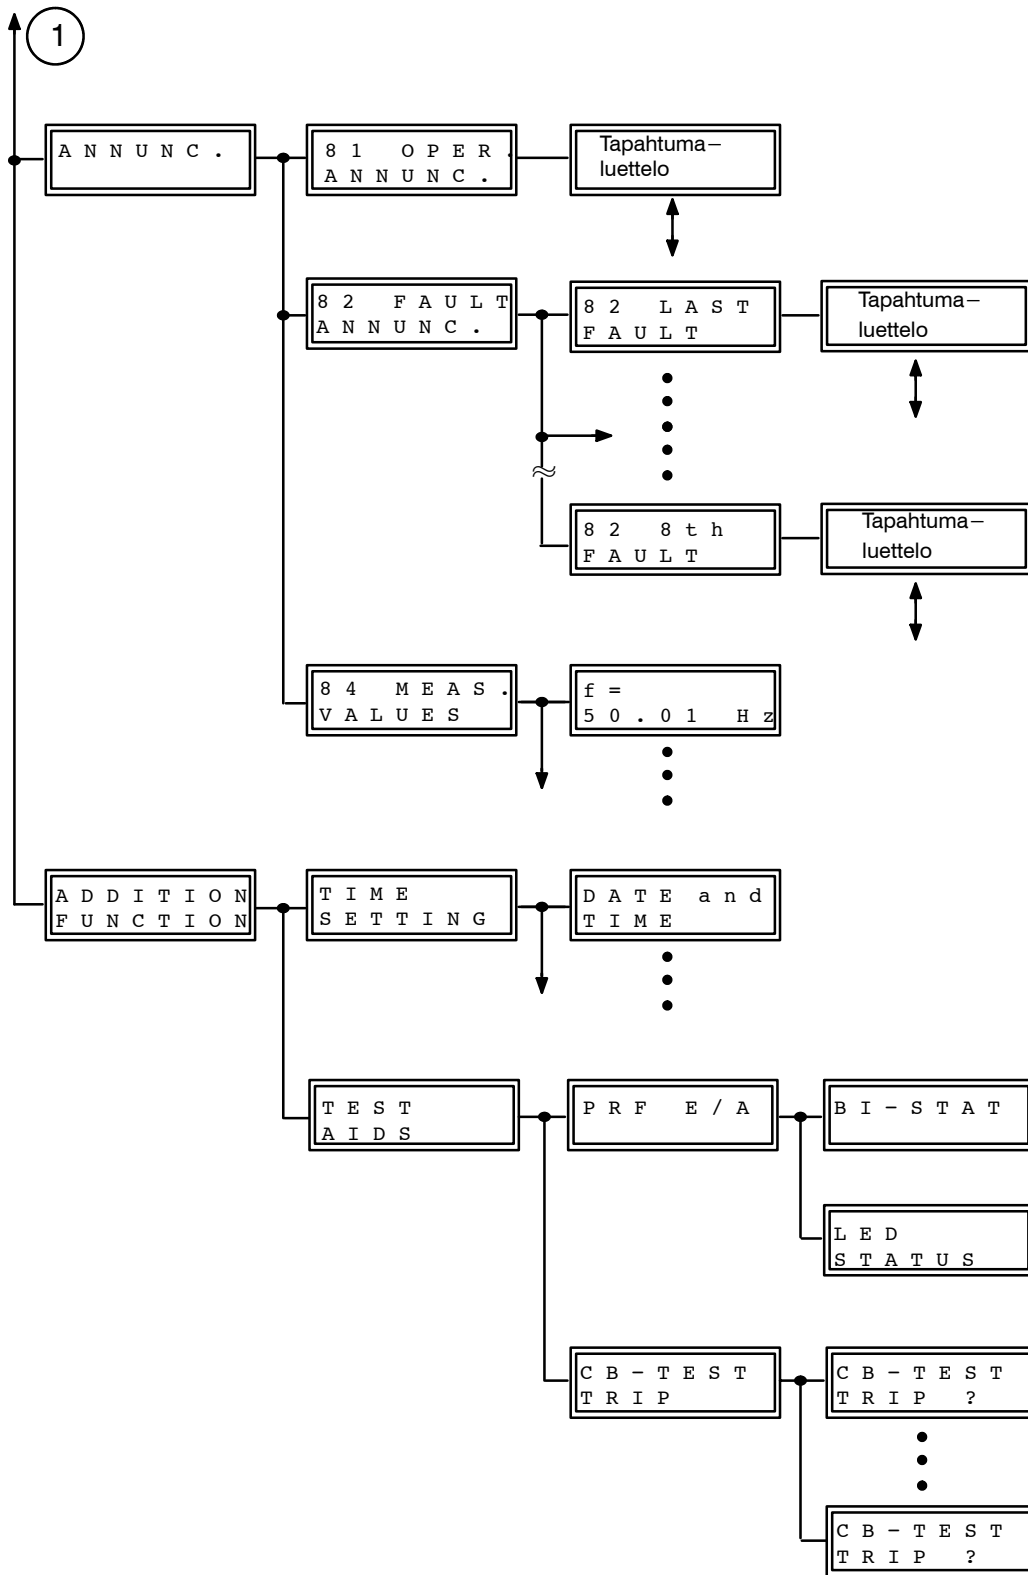 1
ANNUNC.
81 OPER.
ANNUNC.
Tapahtuma–
luettelo
82 FAULT
ANNUNC.
82 LAST
FAULT
Tapahtuma–
luettelo
82 8th
FAULT
Tapahtuma–
luettelo
84 MEAS.
VALUES
f=
50.01 Hz
ADDITION
FUNCTION
TIME
SETTING
DATE and
TIME
TEST
AIDS
PRF E/A
BI-STAT
LED
STATUS
CB-TEST
TRIP
CB-TEST
TRIP ?
CB-TEST
TRIP ?